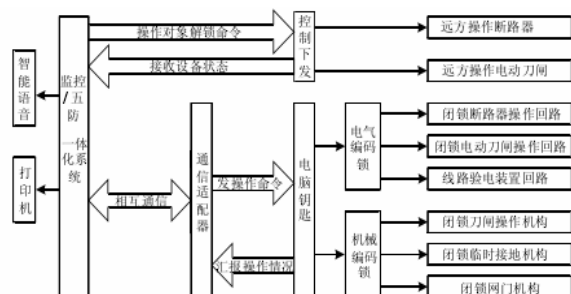 操作对象解锁命令
控制下发
远方操作断路器
智能语音
监控
/五
防
一体
化系
统
接收设备状态
远方操作电动刀闸
打印机
通信适配器
电脑钥匙
电气
编码
锁
闭锁断路器操作回路
闭锁电动刀闸操作回路
发操作命令
线路验电装置回路
相互通信
机械
编码
锁
闭锁刀闸操作机构
闭锁临时接地机构
汇报操作情况
闭锁网门机构